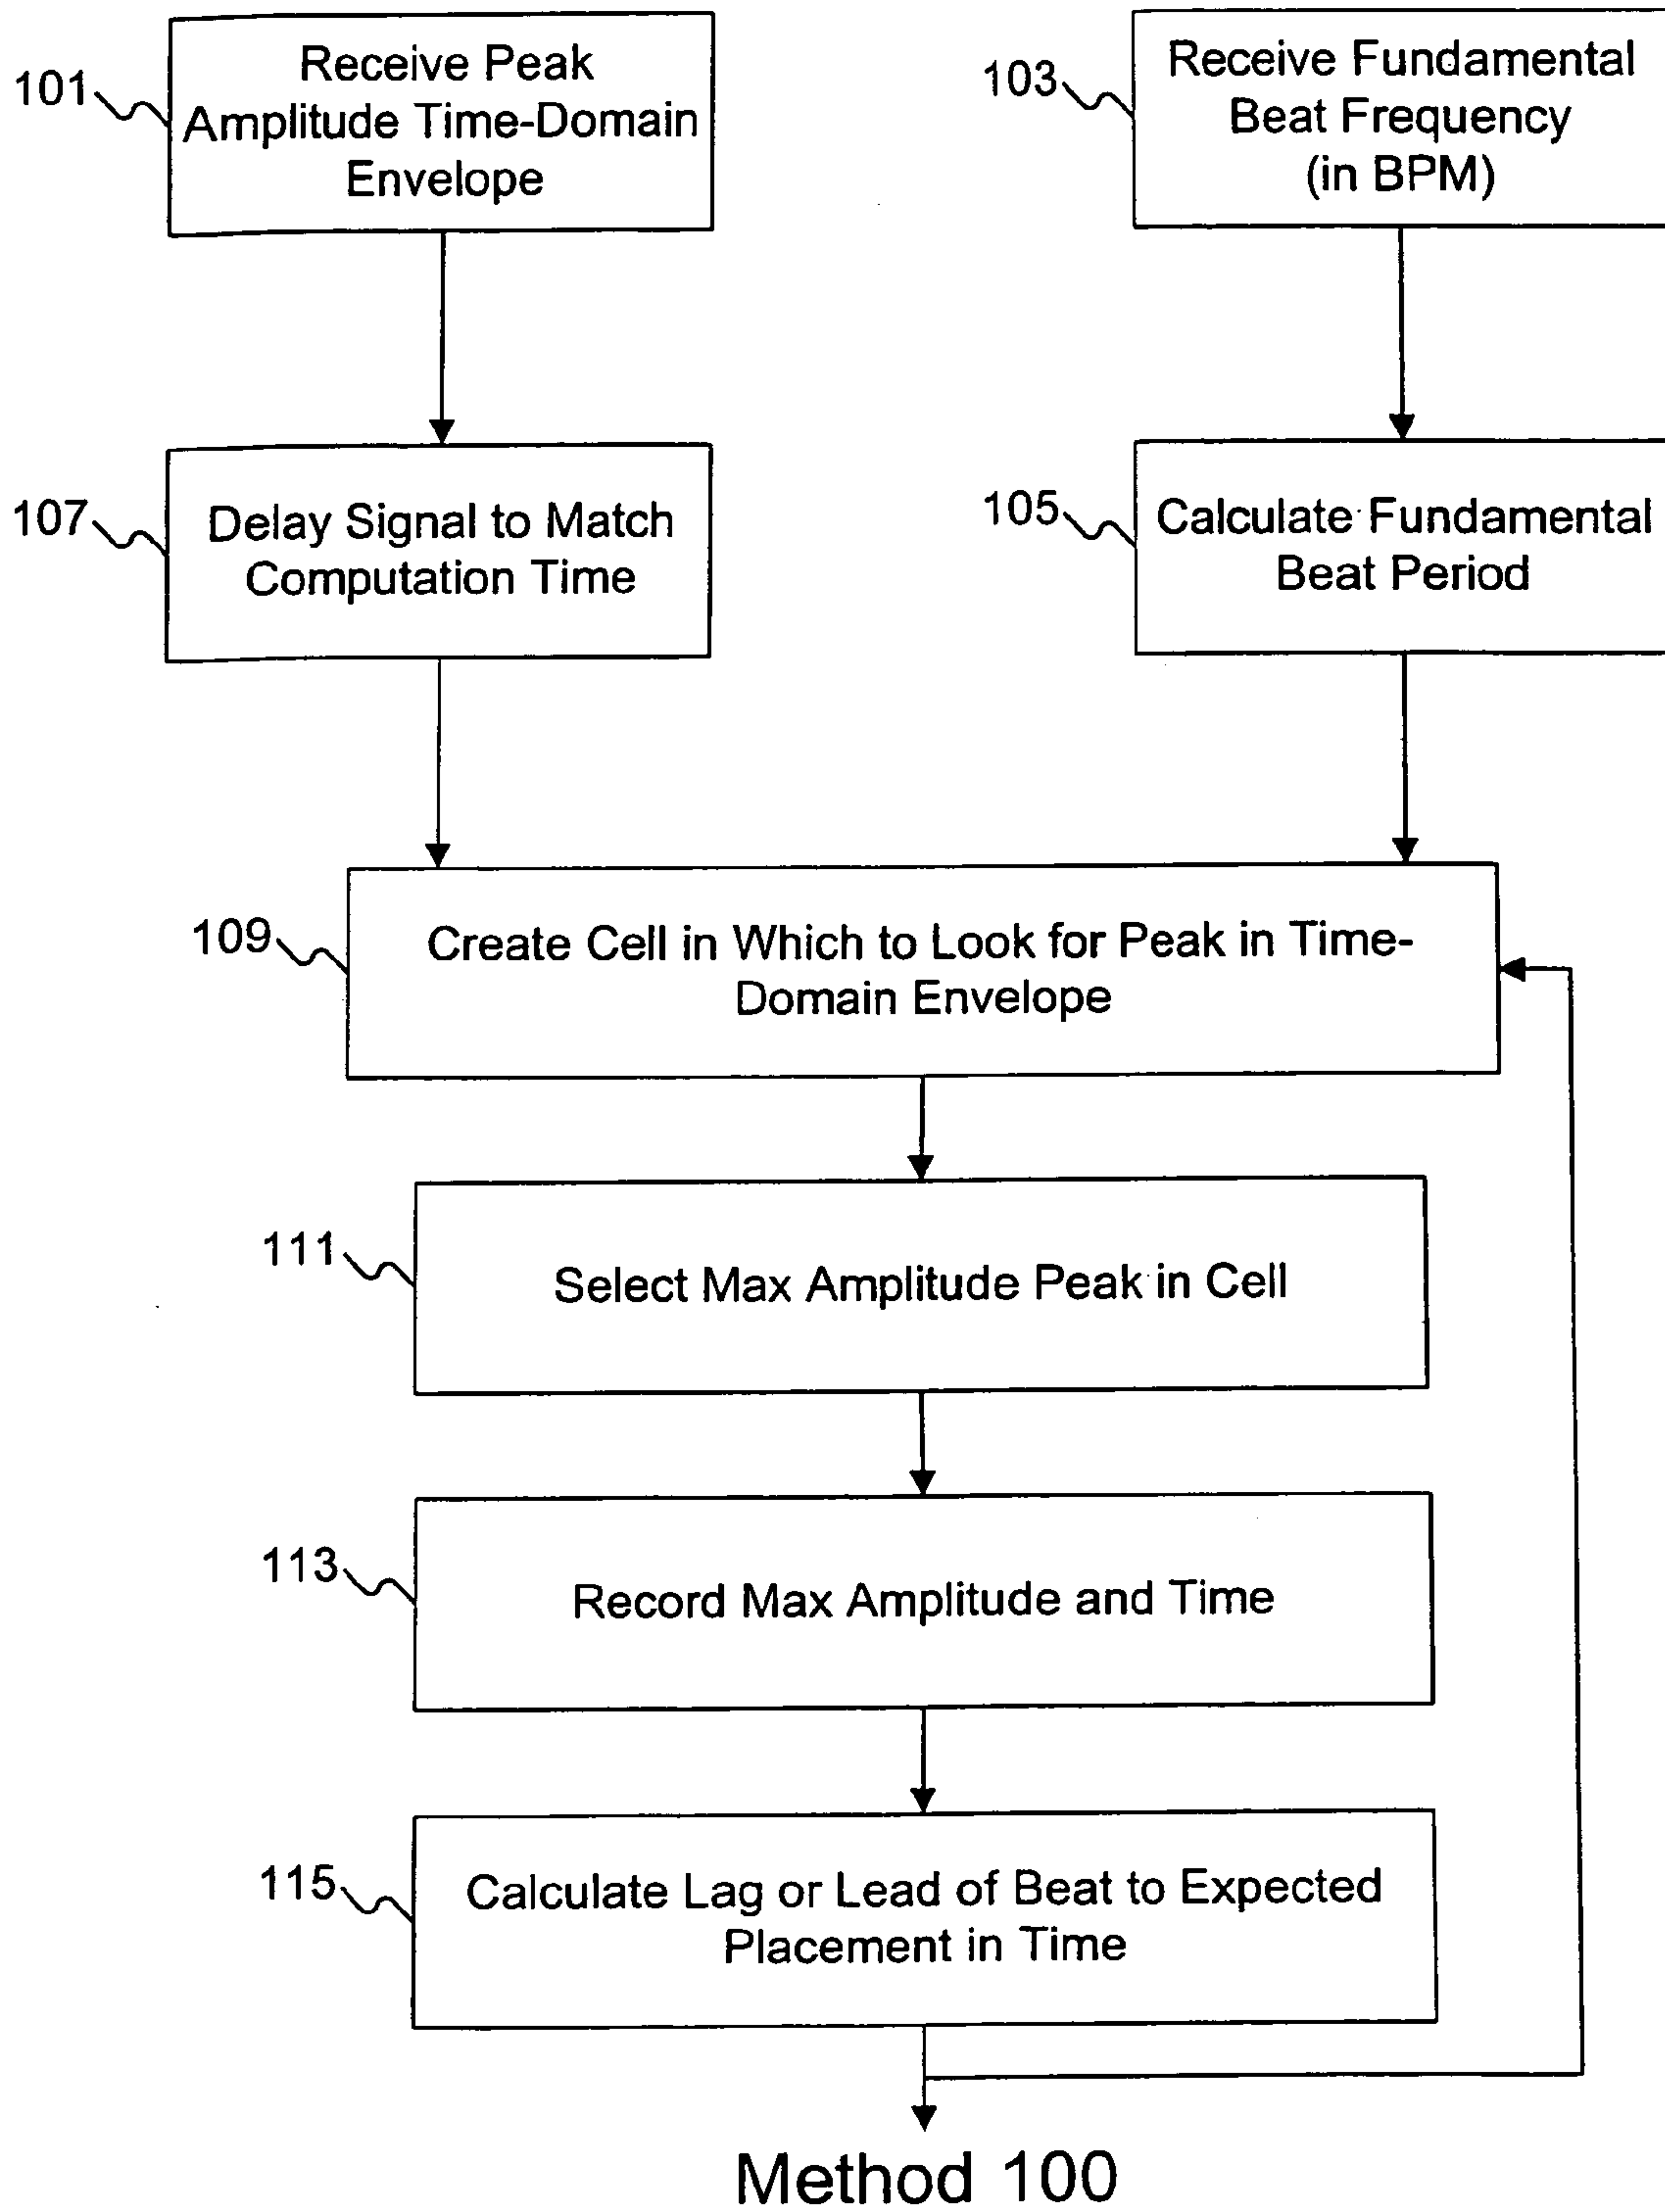 101
Receive Peak
Amplitude Time-Domain
Envelope
103
Receive Fundamental
Beat Frequency
(in BPM)
107
Delay Signal to Match
Computation Time
105
Calculate Fundamental
Beat Period
109
Create Cell in Which to Look for Peak in Time-
Domain Envelope
111
Select Max Amplitude Peak in Cell
113
Record Max Amplitude and Time
115
Calculate Lag or Lead of Beat to Expected
Placement in Time
Method 100